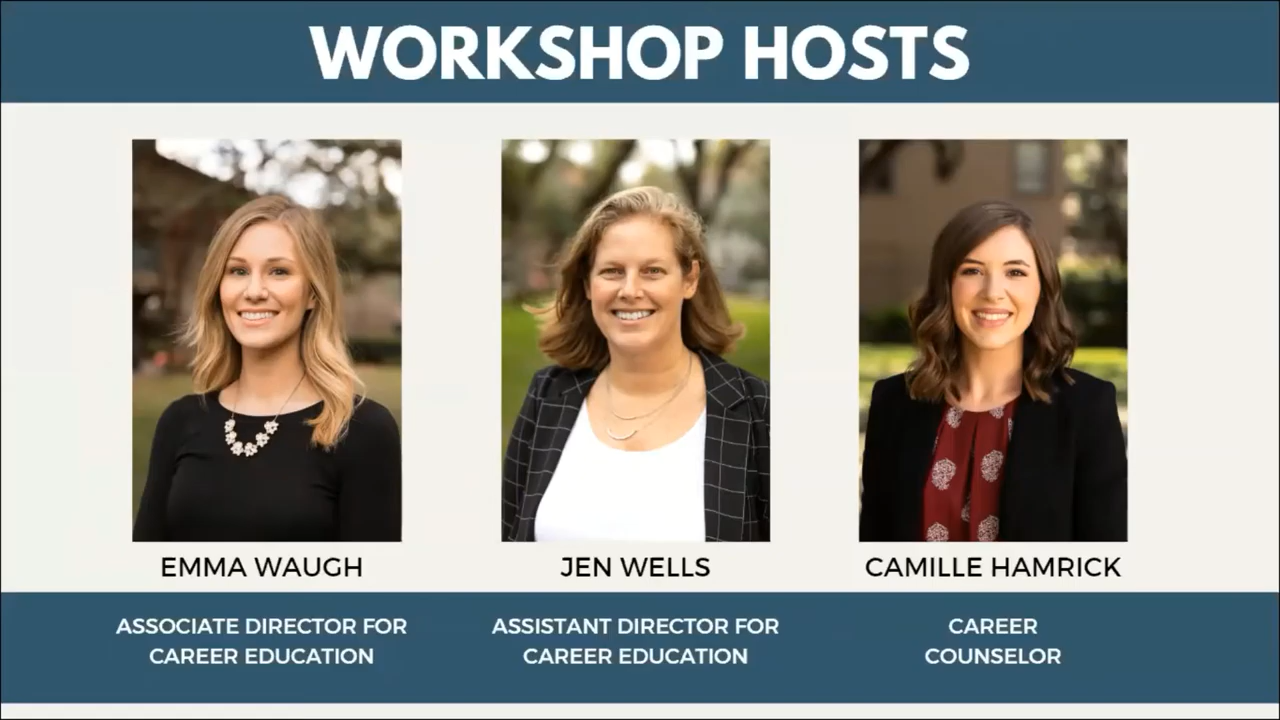 WORKSHOP HOSTS
EMMA WAUGH
JEN WELLS
CAMILLE HAMRICK
ASSOCIATE DIRECTOR FOR
CAREER EDUCATION
ASSISTANT DIRECTOR FOR
CAREER EDUCATION
CAREER
COUNSELOR